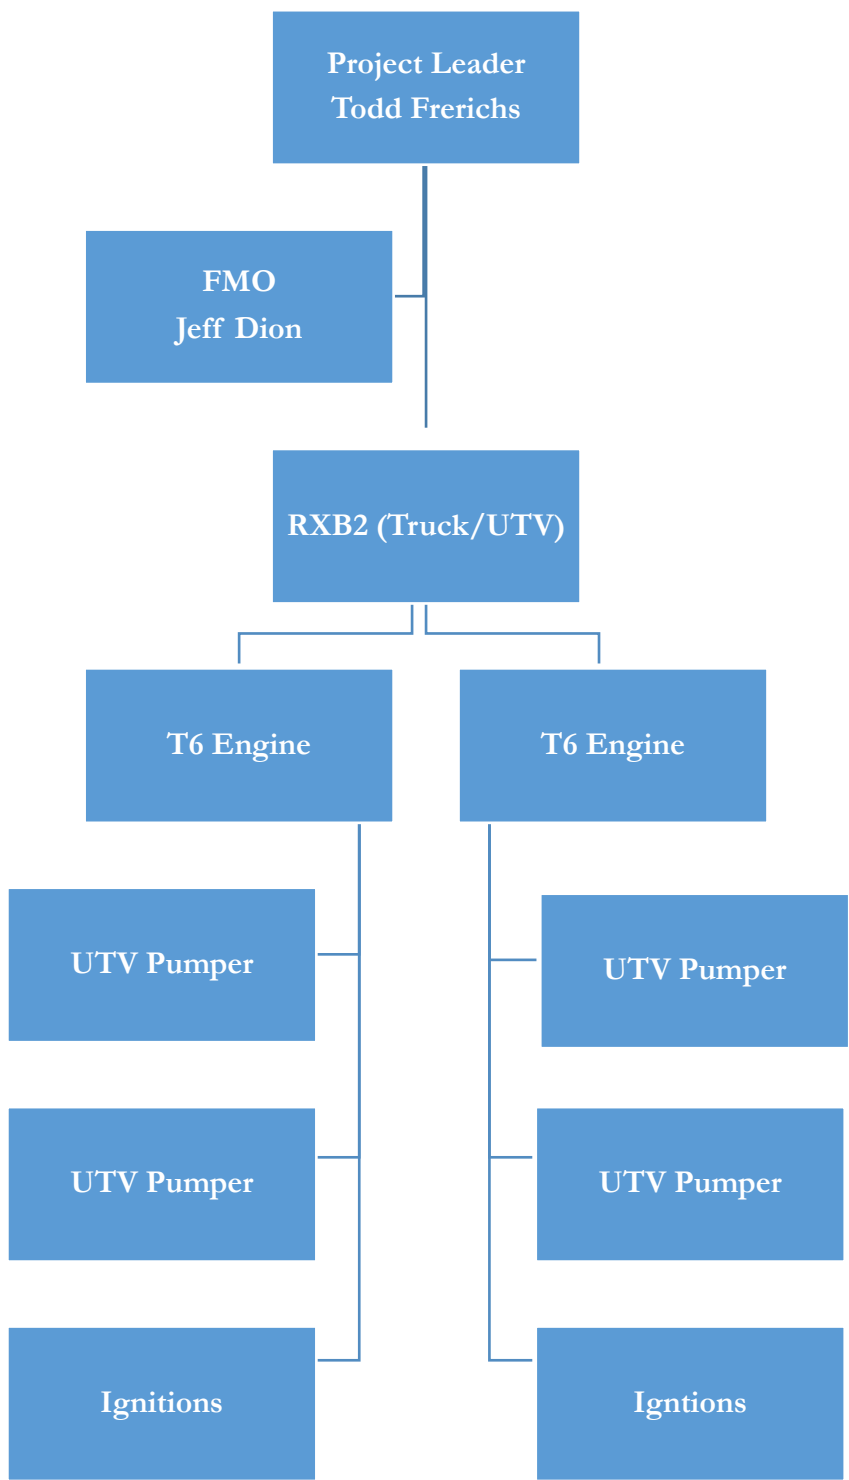 Project Leader
Todd Frerichs
FMO
Jeff Dion
RXB2 (Truck/UTV)
T6 Engine
T6 Engine
UTV Pumper
UTV Pumper
UTV Pumper
UTV Pumper
Ignitions
Igntions